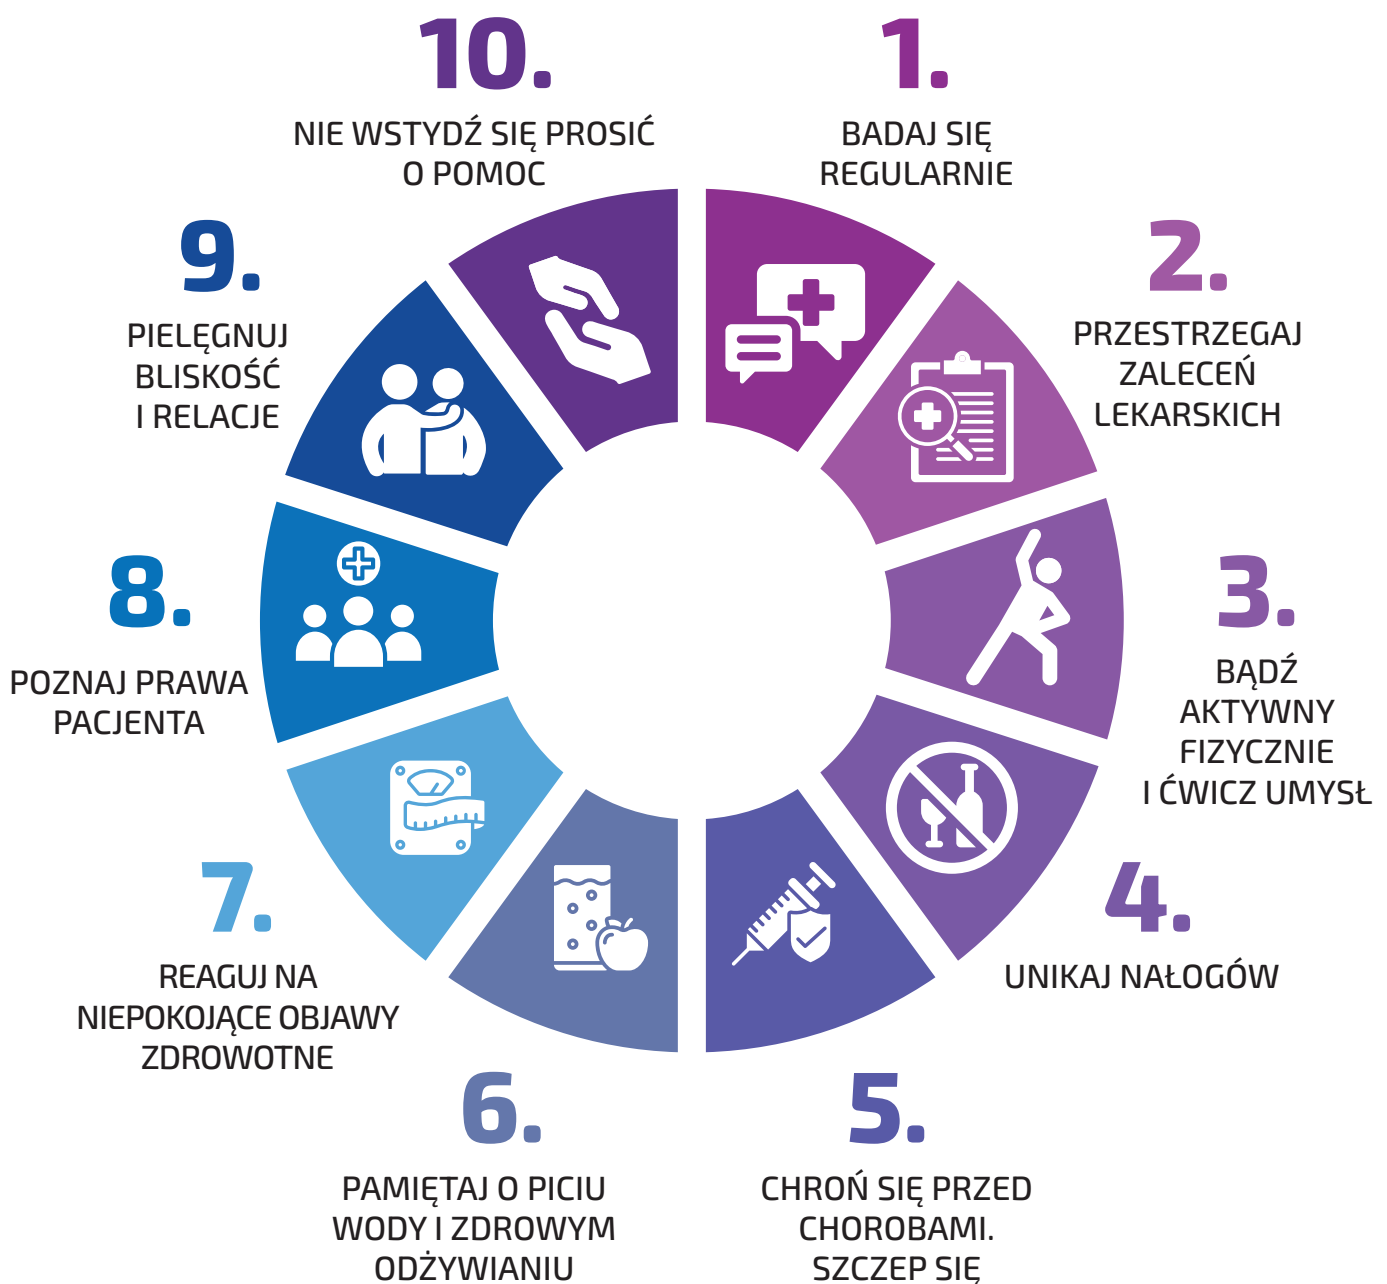 1.
BADAJ SIĘ
REGULARNIE
2.
PRZESTRZEGAJ
ZALECEŃ
LEKARSKICH
3.
BĄDŹ
AKTYWNY
FIZYCZNIE
I ĆWICZ UMYSŁ
4.
UNIKAJ NAŁOGÓW
5.
CHROŃ SIĘ PRZED
CHOROBAMI.
SZCZEP SIĘ
6.
PAMIĘTAJ O PICIU
WODY I ZDROWYM
ODŻYWIANIU
7.
REAGUJ NA
NIEPOKOJĄCE OBJAWY
ZDROWOTNE
8.
POZNAJ PRAWA
PACJENTA
9.
PIELĘGNUJ
BLISKOŚĆ
I RELACJE
10.
NIE WSTYDŹ SIĘ PROSIĆ
O POMOC